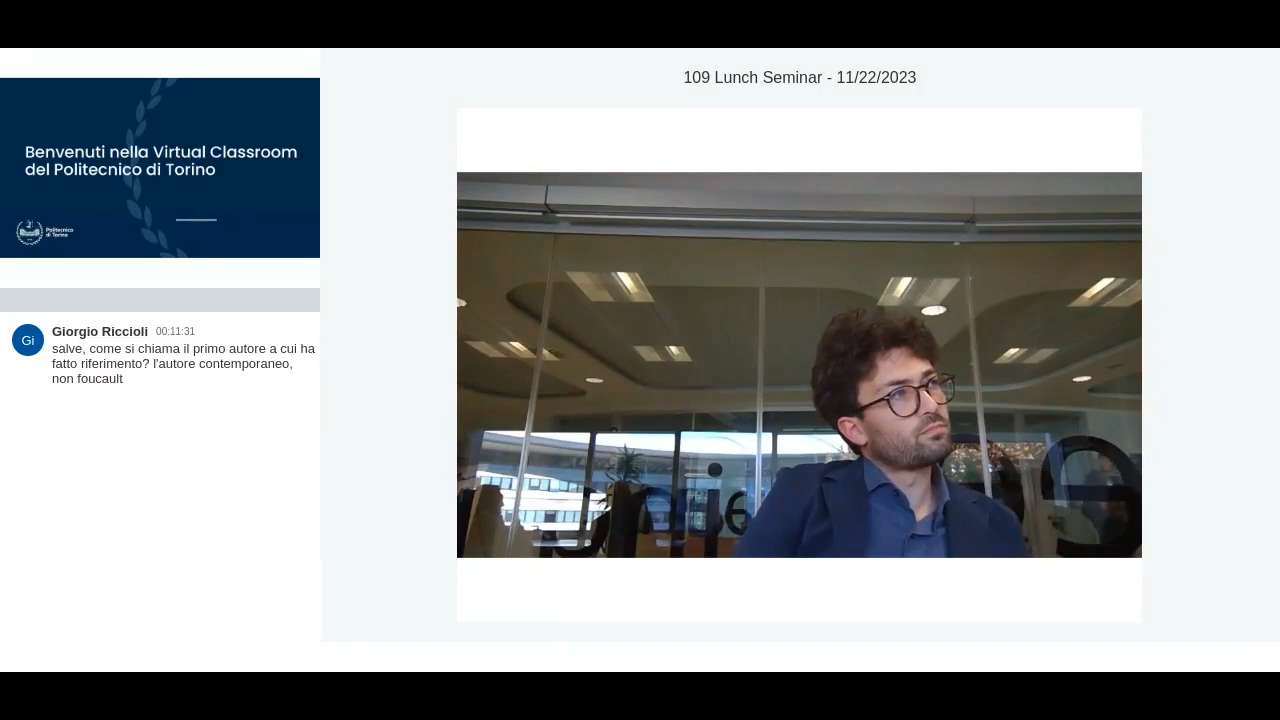 109 Lunch Seminar - 11/22/2023
Benvenuti nella Virtual Classroom
del Politecnico di Torino
Politecnico
di Torino
Gi
Giorgio Riccioli 00:11:31
salve, come si chiama il primo autore a cui ha
fatto riferimento? l'autore contemporaneo,
non foucault